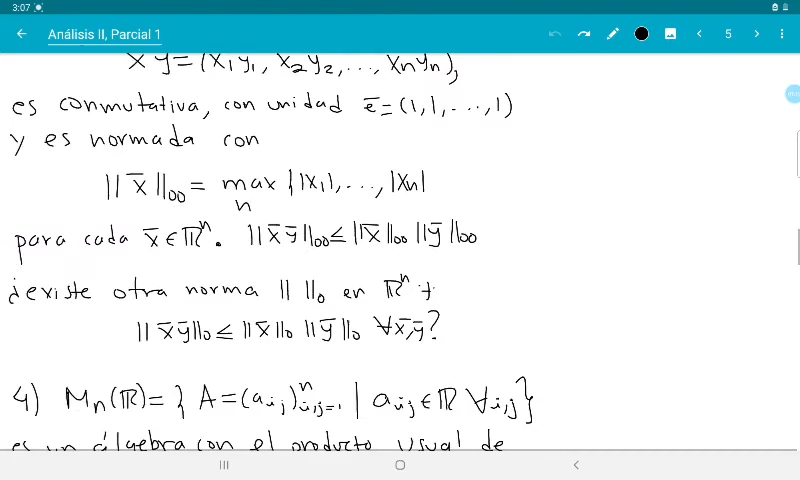 3:07
Análisis II, Parcial 1
5
x̄ ȳ = (x₁y₁, x₂y₂, ..., xₙyₙ),
es conmutativa, con unidad ē = (1, 1, ..., 1)
y es normada con
|| x̄ ||∞ = max { |x₁|, ..., |xₙ|
n
para cada x̄ ∈ ℝⁿ. || x̄ ȳ ||∞ ≤ || x̄ ||∞ || ȳ ||∞
¿existe otra norma || ||₀ en ℝⁿ +
|| x̄ ȳ ||₀ ≤ || x̄ ||₀ || ȳ ||₀ ∀x̄,ȳ?
4) Mₙ(ℝ) = { A = (aᵢⱼ)ⁿᵢ,ⱼ₌₁ | aᵢⱼ ∈ ℝ ∀i,j }
es un álgebra con el producto usual de